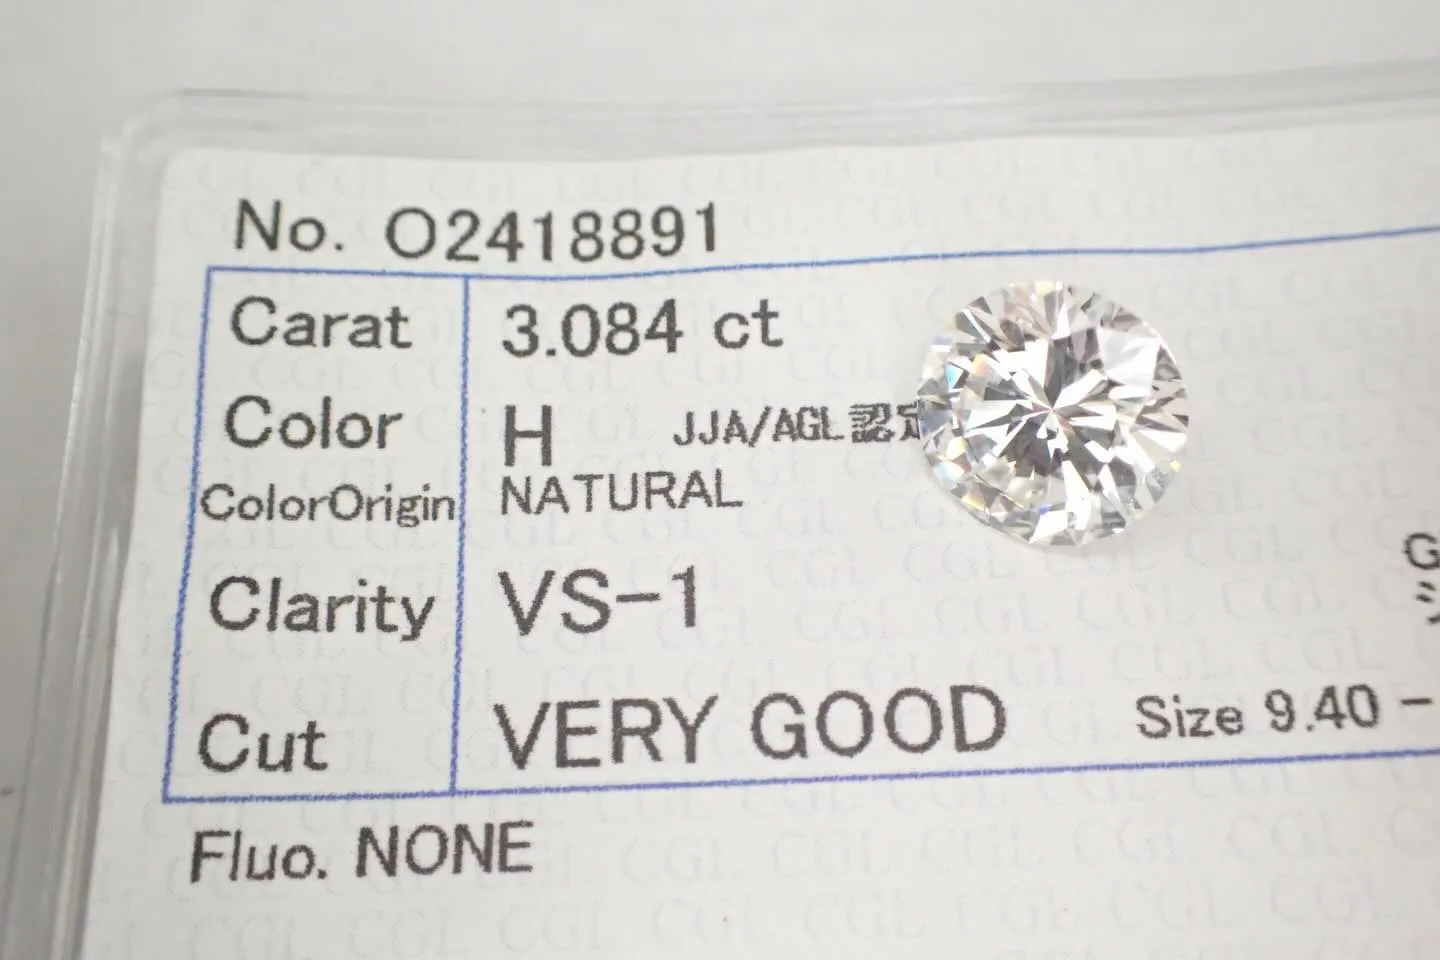 No. O2418891
Carat 3.084 ct
Color H JJA/AGL認定
ColorOrigin NATURAL
Clarity VS-1
Cut VERY GOOD Size 9.40 -
Fluo. NONE